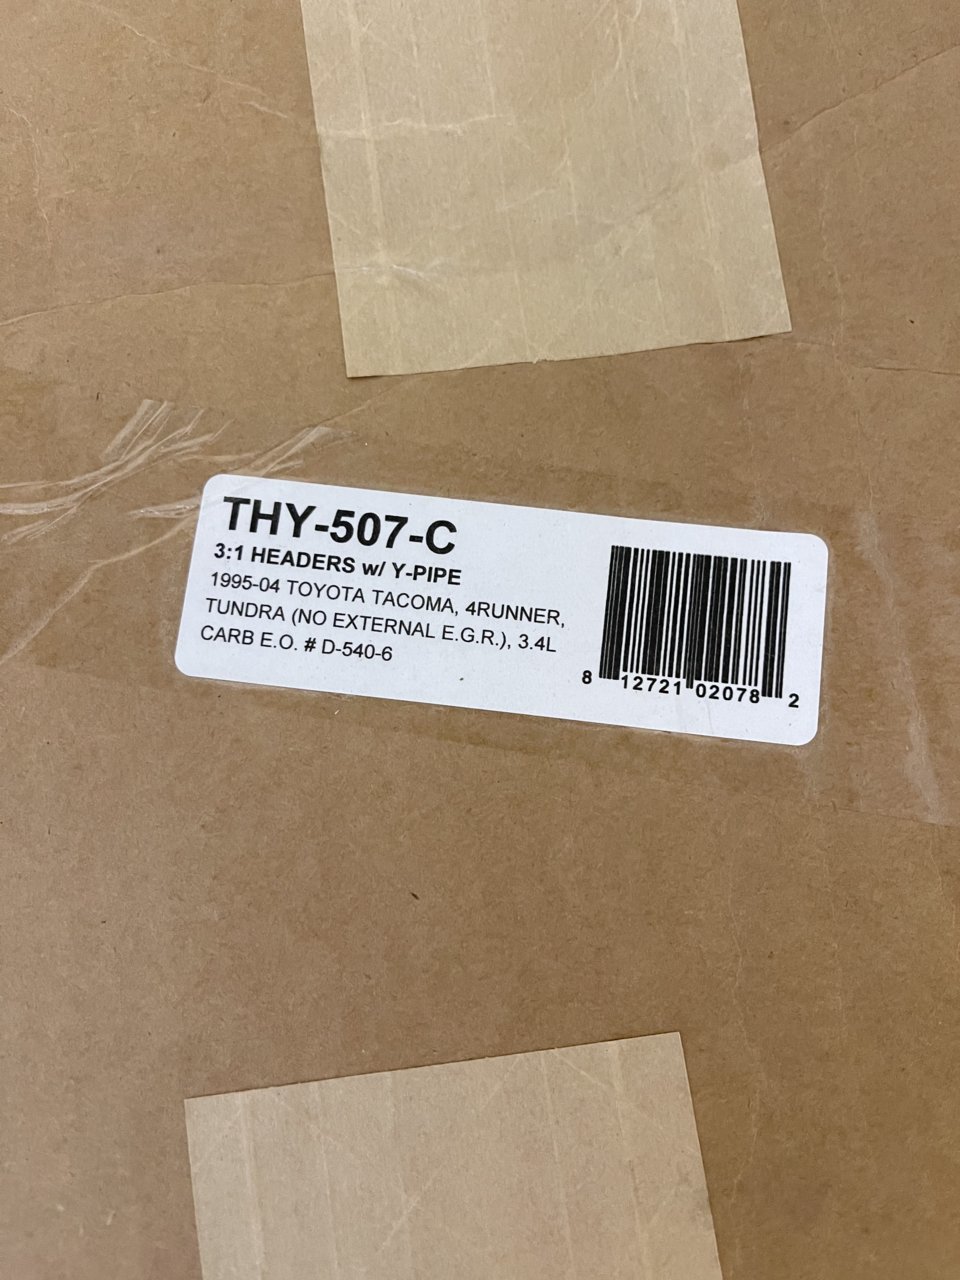 THY-507-C
3:1 HEADERS w/ Y-PIPE
1995-04 TOYOTA TACOMA, 4RUNNER,
TUNDRA (NO EXTERNAL E.G.R.), 3.4L
CARB E.O. # D-540-6
8 12721 02078 2